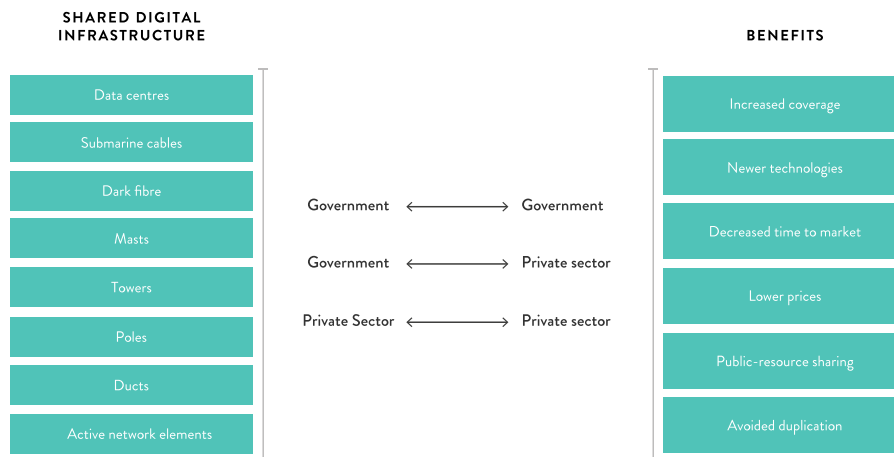 SHARED DIGITAL
INFRASTRUCTURE
Data centres
Submarine cables
Dark fibre
Masts
Towers
Poles
Ducts
Active network elements
Government Government
Government Private sector
Private Sector Private sector
BENEFITS
Increased coverage
Newer technologies
Decreased time to market
Lower prices
Public-resource sharing
Avoided duplication